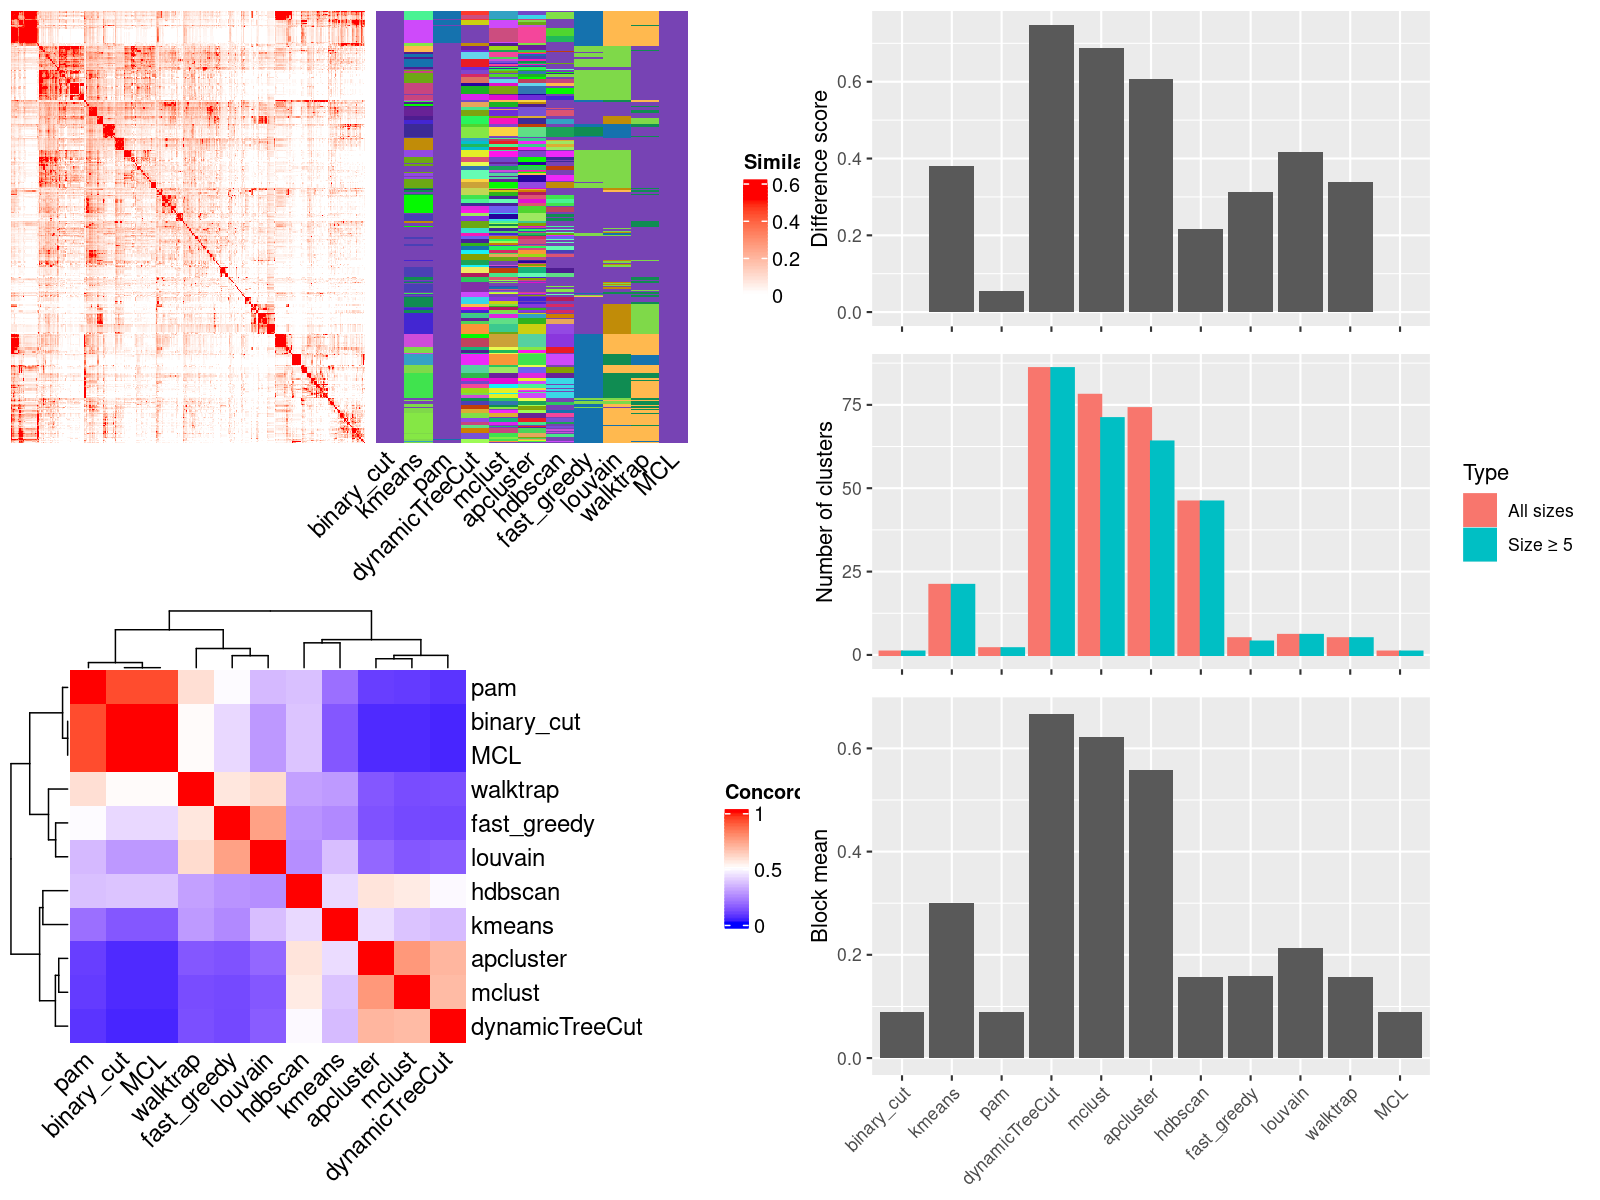 Simila
0.6
0.4
0.2
0
binary_cut
kmeans
pam
dynamicTreeCut
mclust
apcluster
hdbscan
fast_greedy
louvain
walktrap
MCL
pam
binary_cut
MCL
walktrap
fast_greedy
louvain
hdbscan
kmeans
apcluster
mclust
dynamicTreeCut
pam
binary_cut
MCL
walktrap
fast_greedy
louvain
hdbscan
kmeans
apcluster
mclust
dynamicTreeCut
Concord
1
0.5
0
Difference score
0.6
0.4
0.2
0.0
Number of clusters
75
50
25
0
Type
All sizes
Size ≥ 5
Block mean
0.6
0.4
0.2
0.0
binary_cut
kmeans
pam
dynamicTreeCut
mclust
apcluster
hdbscan
fast_greedy
louvain
walktrap
MCL